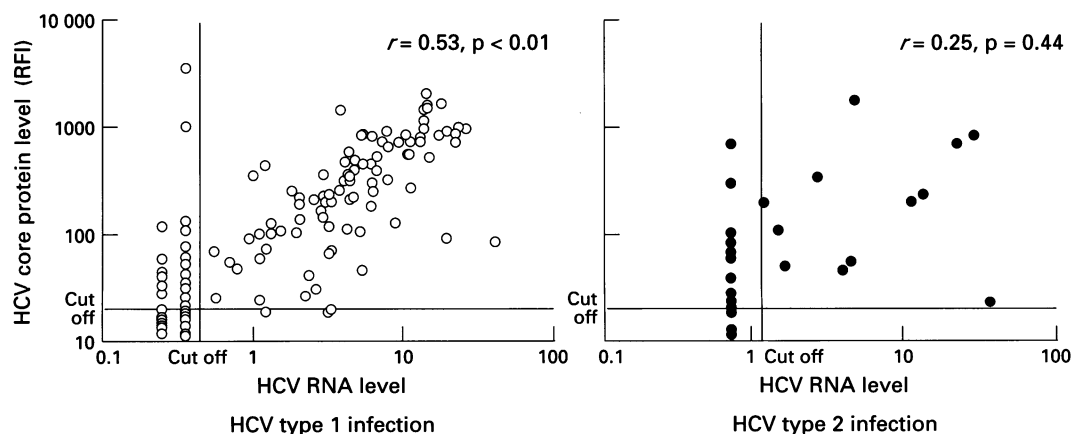 10 000
1000
100
Cut
off
10
HCV core protein level (RFI)
r = 0.53, p < 0.01
0.1
Cut off
1
10
100
HCV RNA level
HCV type 1 infection
r = 0.25, p = 0.44
Cut
off
0.1
1
Cut off
10
100
HCV RNA level
HCV type 2 infection